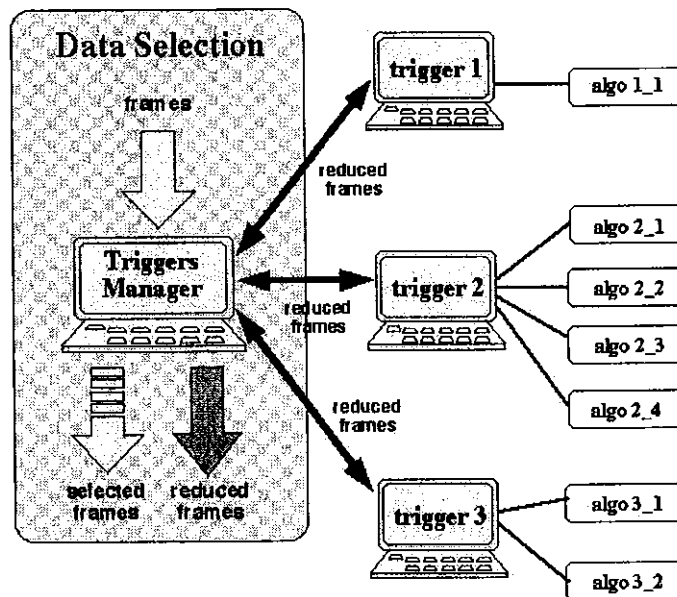 Data Selection
frames
Triggers
Manager
selected
frames
reduced
frames
reduced
frames
reduced
frames
reduced
frames
trigger 1
algo 1_1
trigger 2
algo 2_1
algo 2_2
algo 2_3
algo 2_4
trigger 3
algo 3_1
algo 3_2